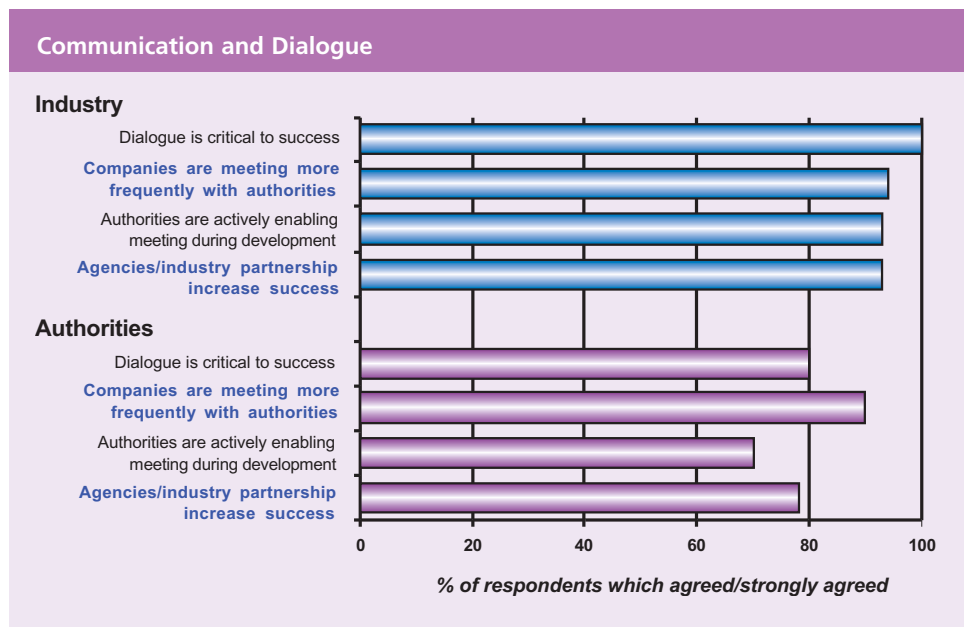 Communication and Dialogue
Industry
Dialogue is critical to success
Companies are meeting more
frequently with authorities
Authorities are actively enabling
meeting during development
Agencies/industry partnership
increase success
Authorities
Dialogue is critical to success
Companies are meeting more
frequently with authorities
Authorities are actively enabling
meeting during development
Agencies/industry partnership
increase success
0 20 40 60 80 100
% of respondents which agreed/strongly agreed